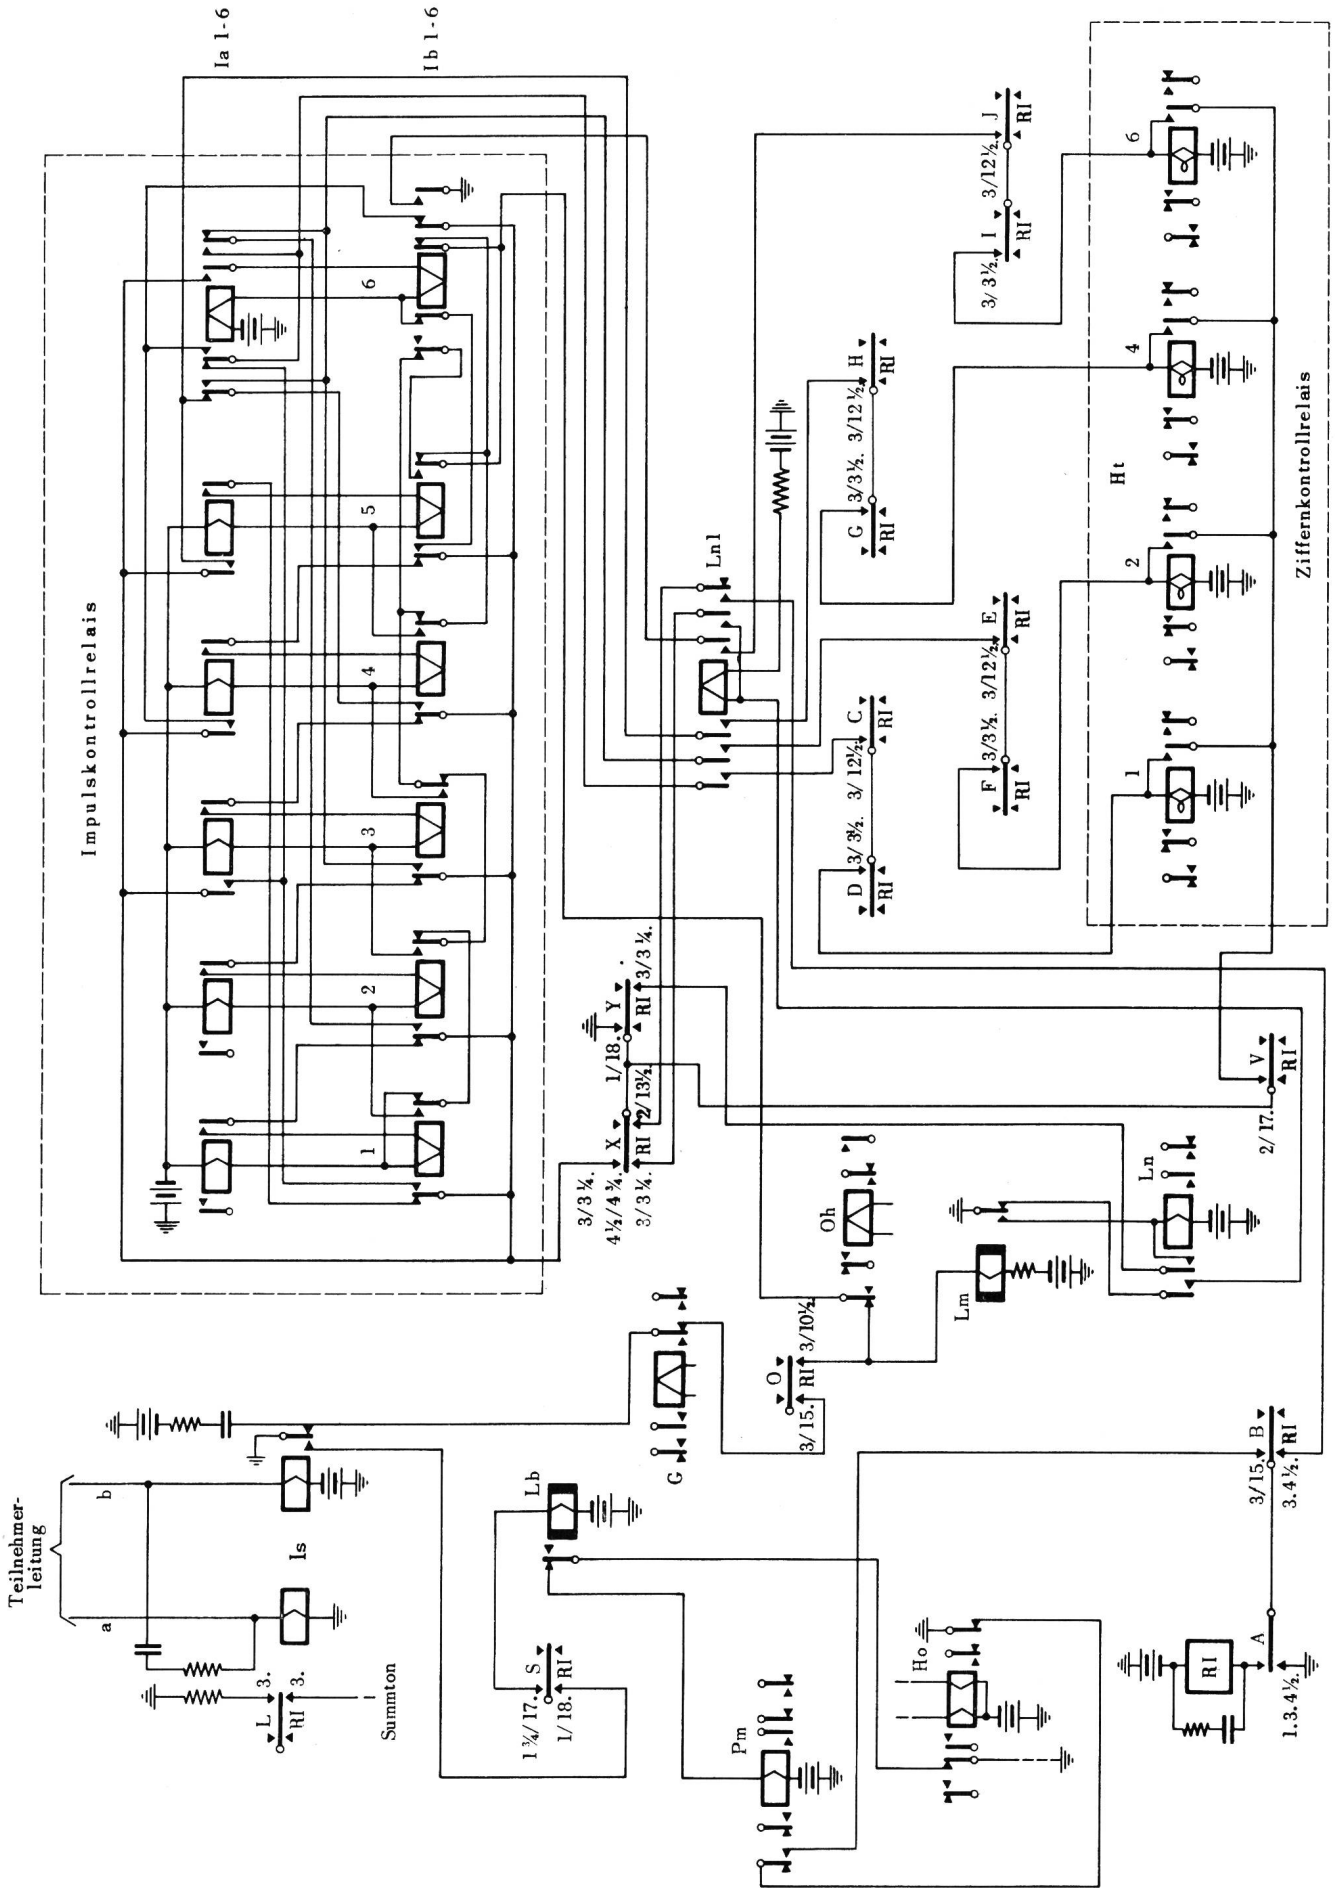 Ia 1-6
Ib 1-6
Impulskontrollrelais
1
2
3
4
5
6
Teilnehmer-
leitung
a
b
Is
L
3.
RI
3.
Summton
1 3/4/17.
S
1/18.
RI
Lb
G
Pm
Ho
RI
A
1.3.4½.
3/15.
B
3.4½.
RI
O
3/15.
RI
3/10½.
Oh
Lm
Ln
3/3¼.
X
4½/4¾.
RI
2/13½.
3/3¼.
1/18.
Y
RI
3/3¼.
2/17.
V
RI
Ln1
D
3/3½.
3/12½.
C
RI
RI
F
3/3½.
3/12½.
E
RI
RI
G
3/3½.
3/12½.
H
RI
RI
3/3½.
I
3/12½.
J
RI
RI
1
2
4
6
Ht
Ziffernkontrollrelais